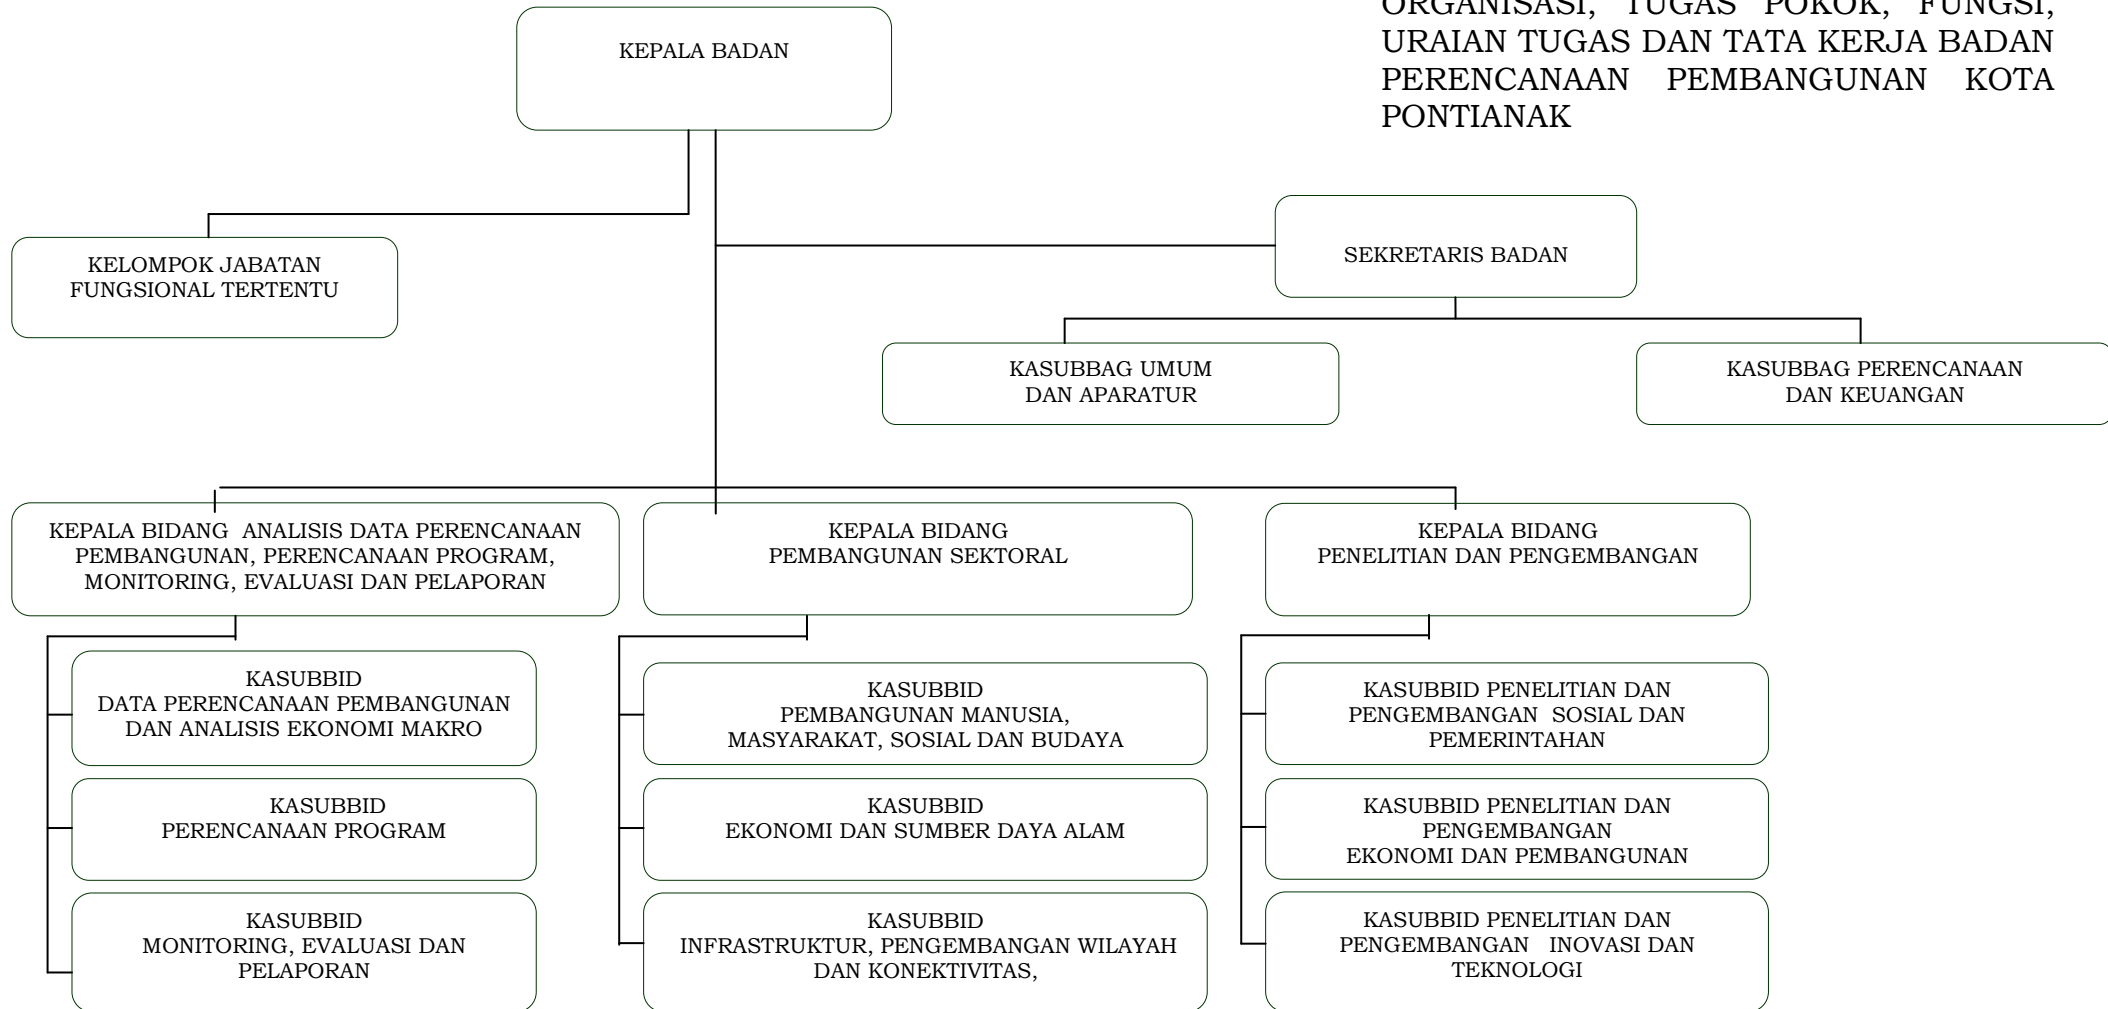 ORGANISASI, TUGAS POKOK, FUNGSI,
URAIAN TUGAS DAN TATA KERJA BADAN
PERENCANAAN PEMBANGUNAN KOTA
PONTIANAK
KEPALA BADAN
KELOMPOK JABATAN
FUNGSIONAL TERTENTU
SEKRETARIS BADAN
KASUBBAG UMUM
DAN APARATUR
KASUBBAG PERENCANAAN
DAN KEUANGAN
KEPALA BIDANG ANALISIS DATA PERENCANAAN
PEMBANGUNAN, PERENCANAAN PROGRAM,
MONITORING, EVALUASI DAN PELAPORAN
KEPALA BIDANG
PEMBANGUNAN SEKTORAL
KEPALA BIDANG
PENELITIAN DAN PENGEMBANGAN
KASUBBID
DATA PERENCANAAN PEMBANGUNAN
DAN ANALISIS EKONOMI MAKRO
KASUBBID
PERENCANAAN PROGRAM
KASUBBID
MONITORING, EVALUASI DAN
PELAPORAN
KASUBBID
PEMBANGUNAN MANUSIA,
MASYARAKAT, SOSIAL DAN BUDAYA
KASUBBID
EKONOMI DAN SUMBER DAYA ALAM
KASUBBID
INFRASTRUKTUR, PENGEMBANGAN WILAYAH
DAN KONEKTIVITAS,
KASUBBID PENELITIAN DAN
PENGEMBANGAN SOSIAL DAN
PEMERINTAHAN
KASUBBID PENELITIAN DAN
PENGEMBANGAN
EKONOMI DAN PEMBANGUNAN
KASUBBID PENELITIAN DAN
PENGEMBANGAN INOVASI DAN
TEKNOLOGI